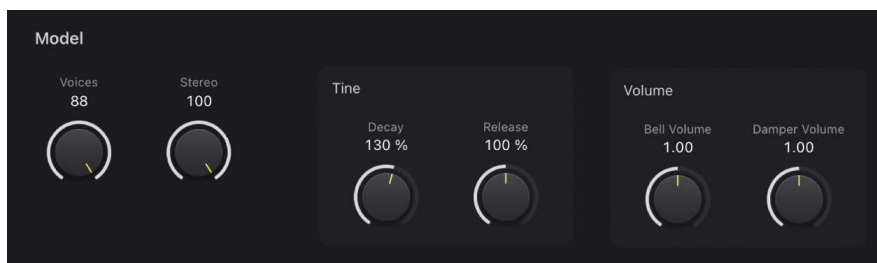 Model
Voices
88
Stereo
100
Tine
Decay
130 %
Release
100 %
Volume
Bell Volume
1.00
Damper Volume
1.00